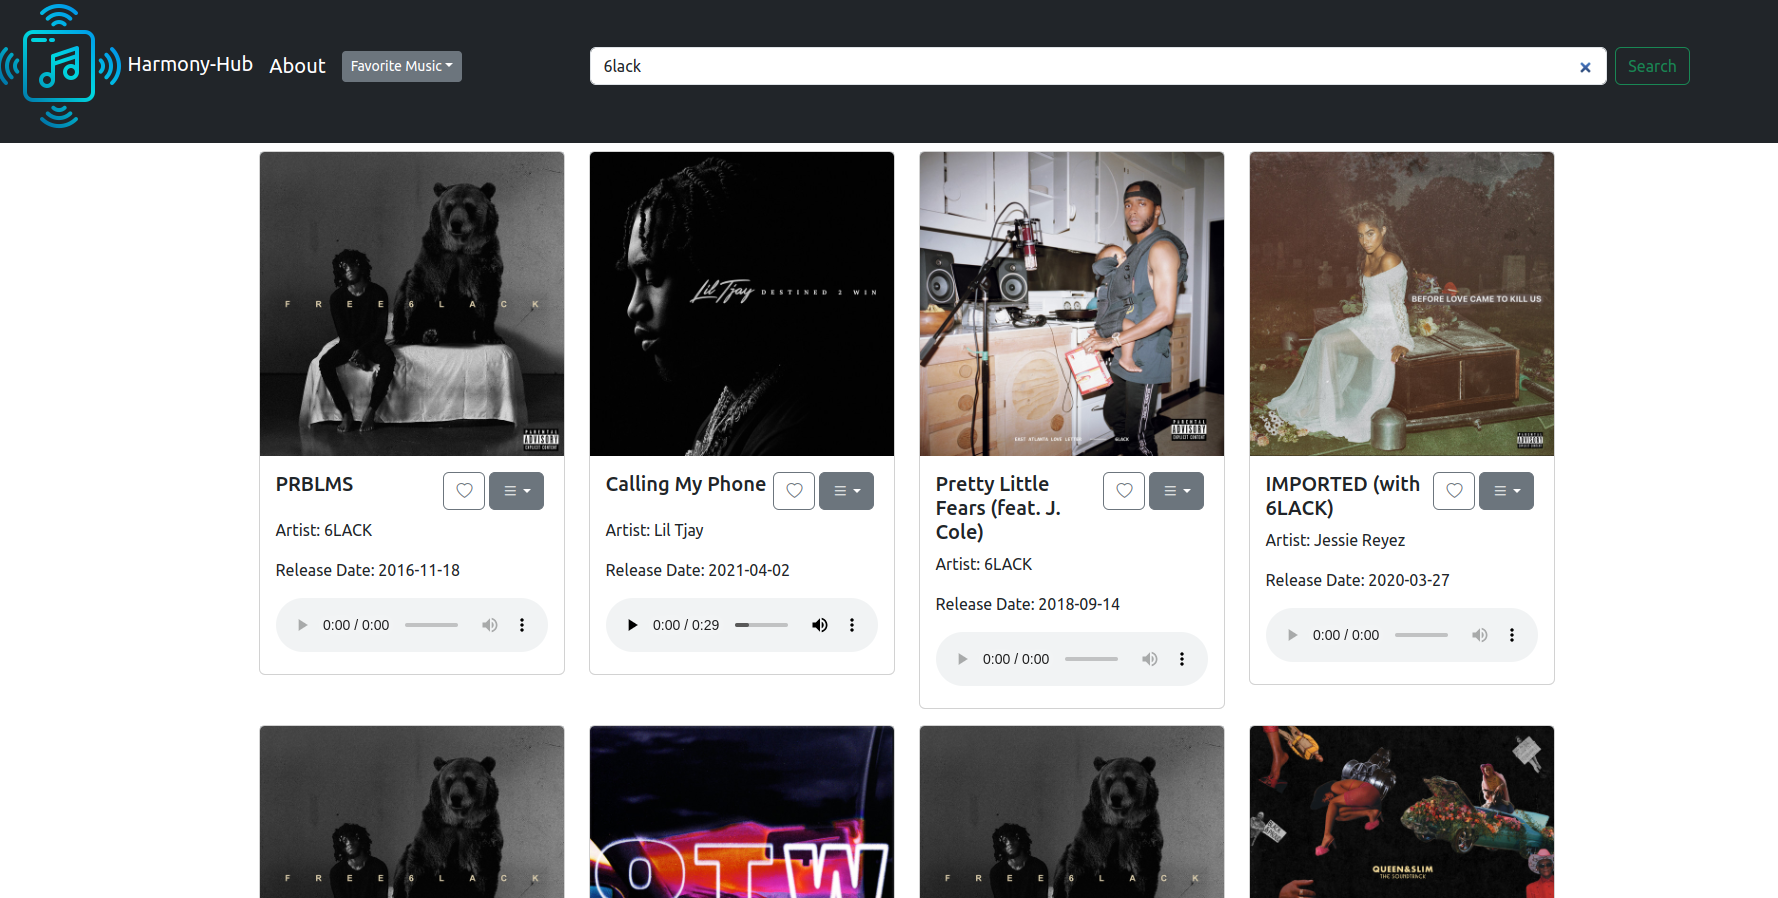 Harmony-Hub
About
Favorite Music
6lack
Search
FREE6LACK
PARENTAL
ADVISORY
EXPLICIT CONTENT
Lil Tjay DESTINED 2 WIN
EAST ATLANTA LOVE LETTER 6LACK
PARENTAL
ADVISORY
EXPLICIT CONTENT
BEFORE LOVE CAME TO KILL US
PARENTAL
ADVISORY
EXPLICIT CONTENT
PRBLMS
Artist: 6LACK
Release Date: 2016-11-18
0:00 / 0:00
Calling My Phone
Artist: Lil Tjay
Release Date: 2021-04-02
0:00 / 0:29
Pretty Little
Fears (feat. J.
Cole)
Artist: 6LACK
Release Date: 2018-09-14
0:00 / 0:00
IMPORTED (with
6LACK)
Artist: Jessie Reyez
Release Date: 2020-03-27
0:00 / 0:00
FREE6LACK
OTW
FREE6LACK
QUEEN&SLIM
THE SOUNDTRACK